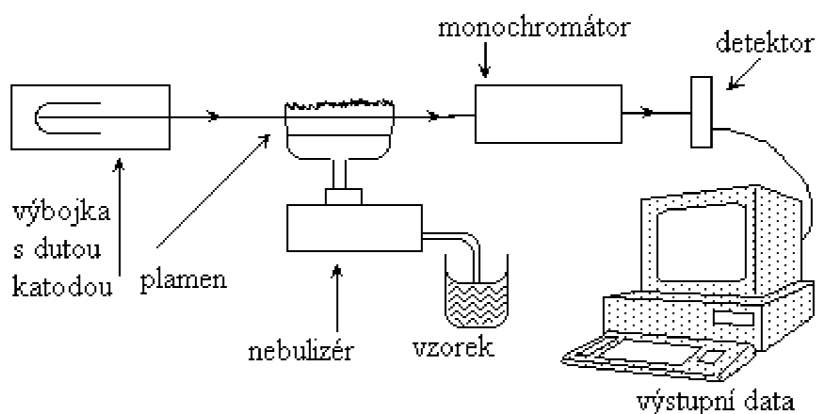 monochromátor
detektor
výbojka
s dutou
katodou
plamen
nebulizér
vzorek
výstupní data